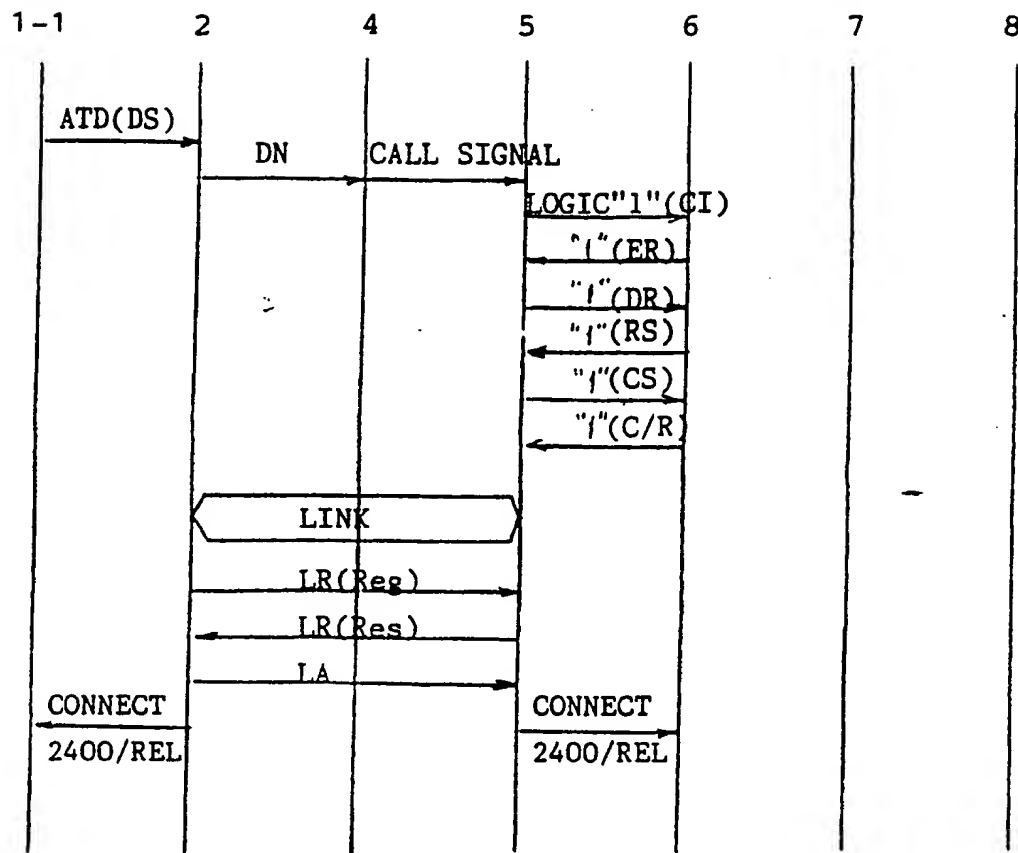 1-1 2 4 5 6 7 8
ATD(DS)
DN CALL SIGNAL
LOGIC"1"(CI)
"1"(ER)
"1"(DR)
"1"(RS)
"1"(CS)
"1"(C/R)
LINK
LR(Reg)
LR(Res)
LA
CONNECT CONNECT
2400/REL 2400/REL